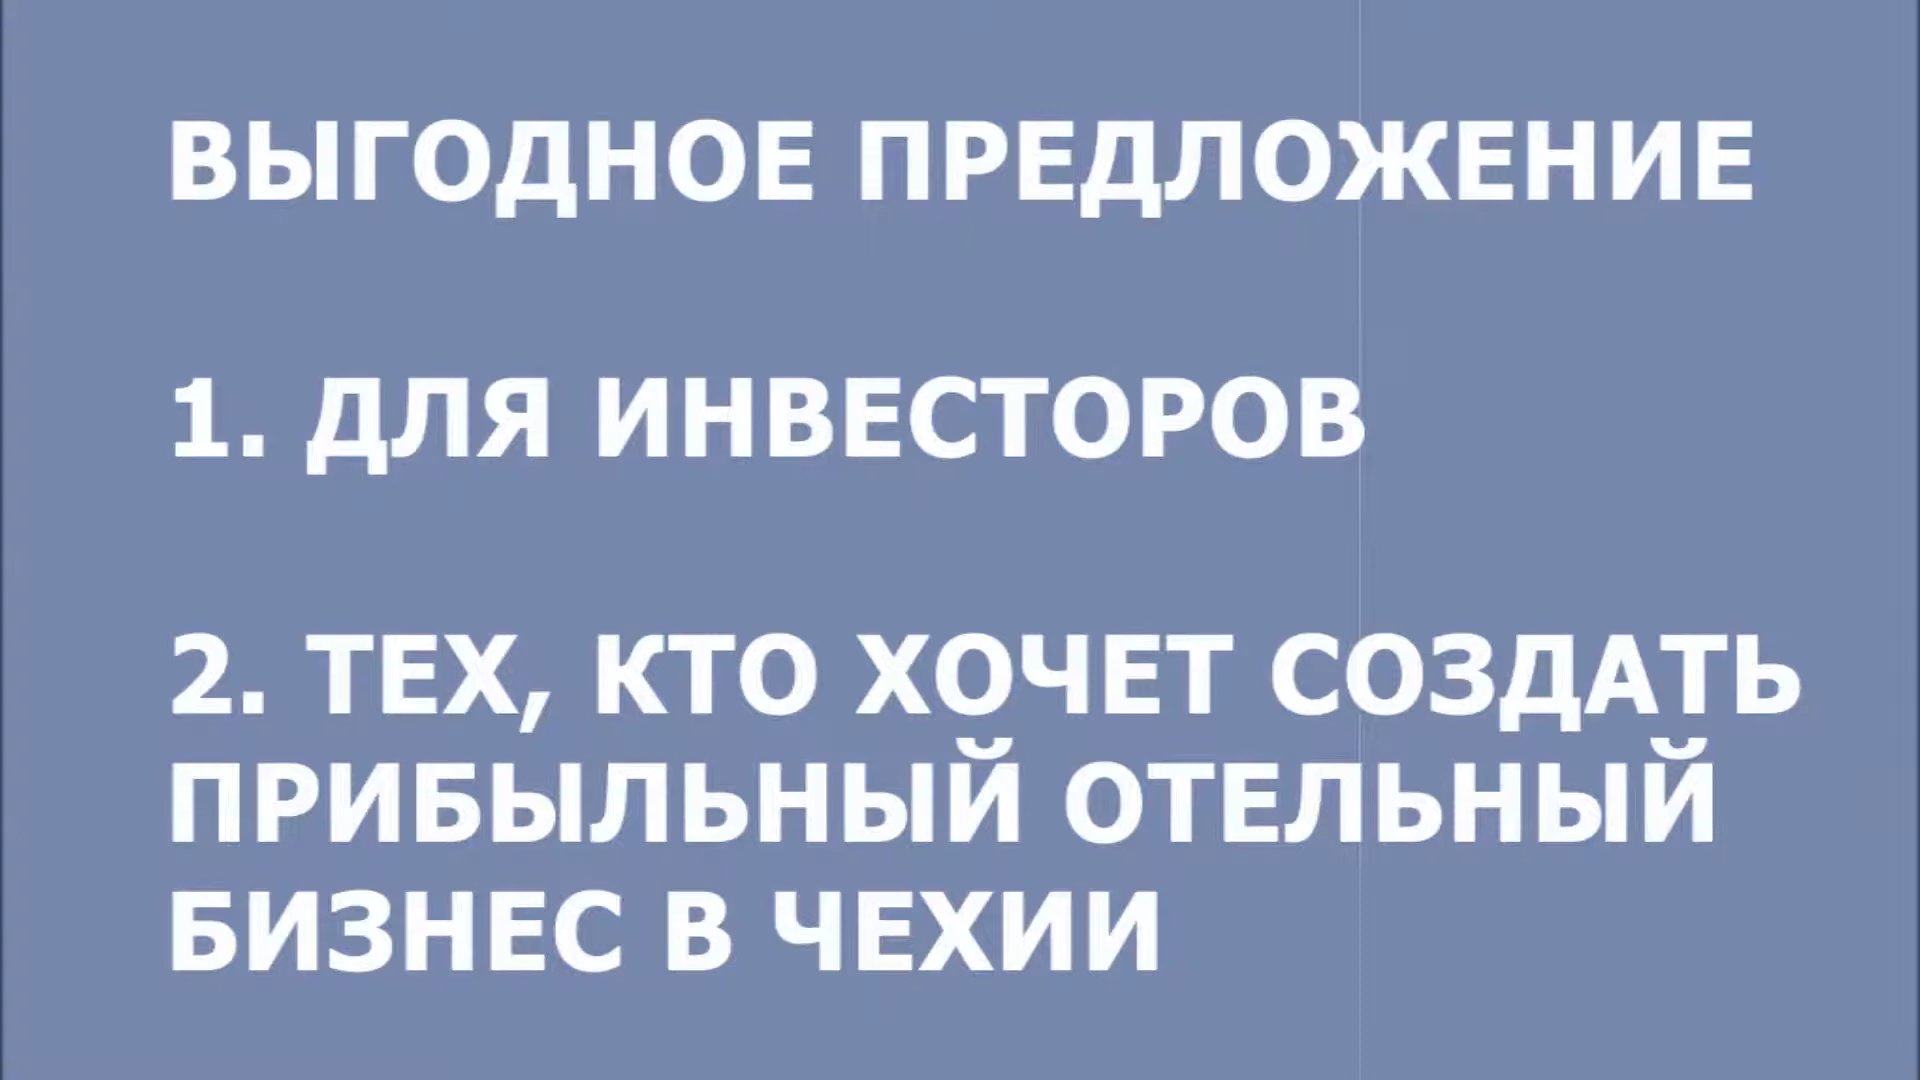 ВЫГОДНОЕ ПРЕДЛОЖЕНИЕ
1. ДЛЯ ИНВЕСТОРОВ
2. ТЕХ, КТО ХОЧЕТ СОЗДАТЬ
ПРИБЫЛЬНЫЙ ОТЕЛЬНЫЙ
БИЗНЕС В ЧЕХИИ